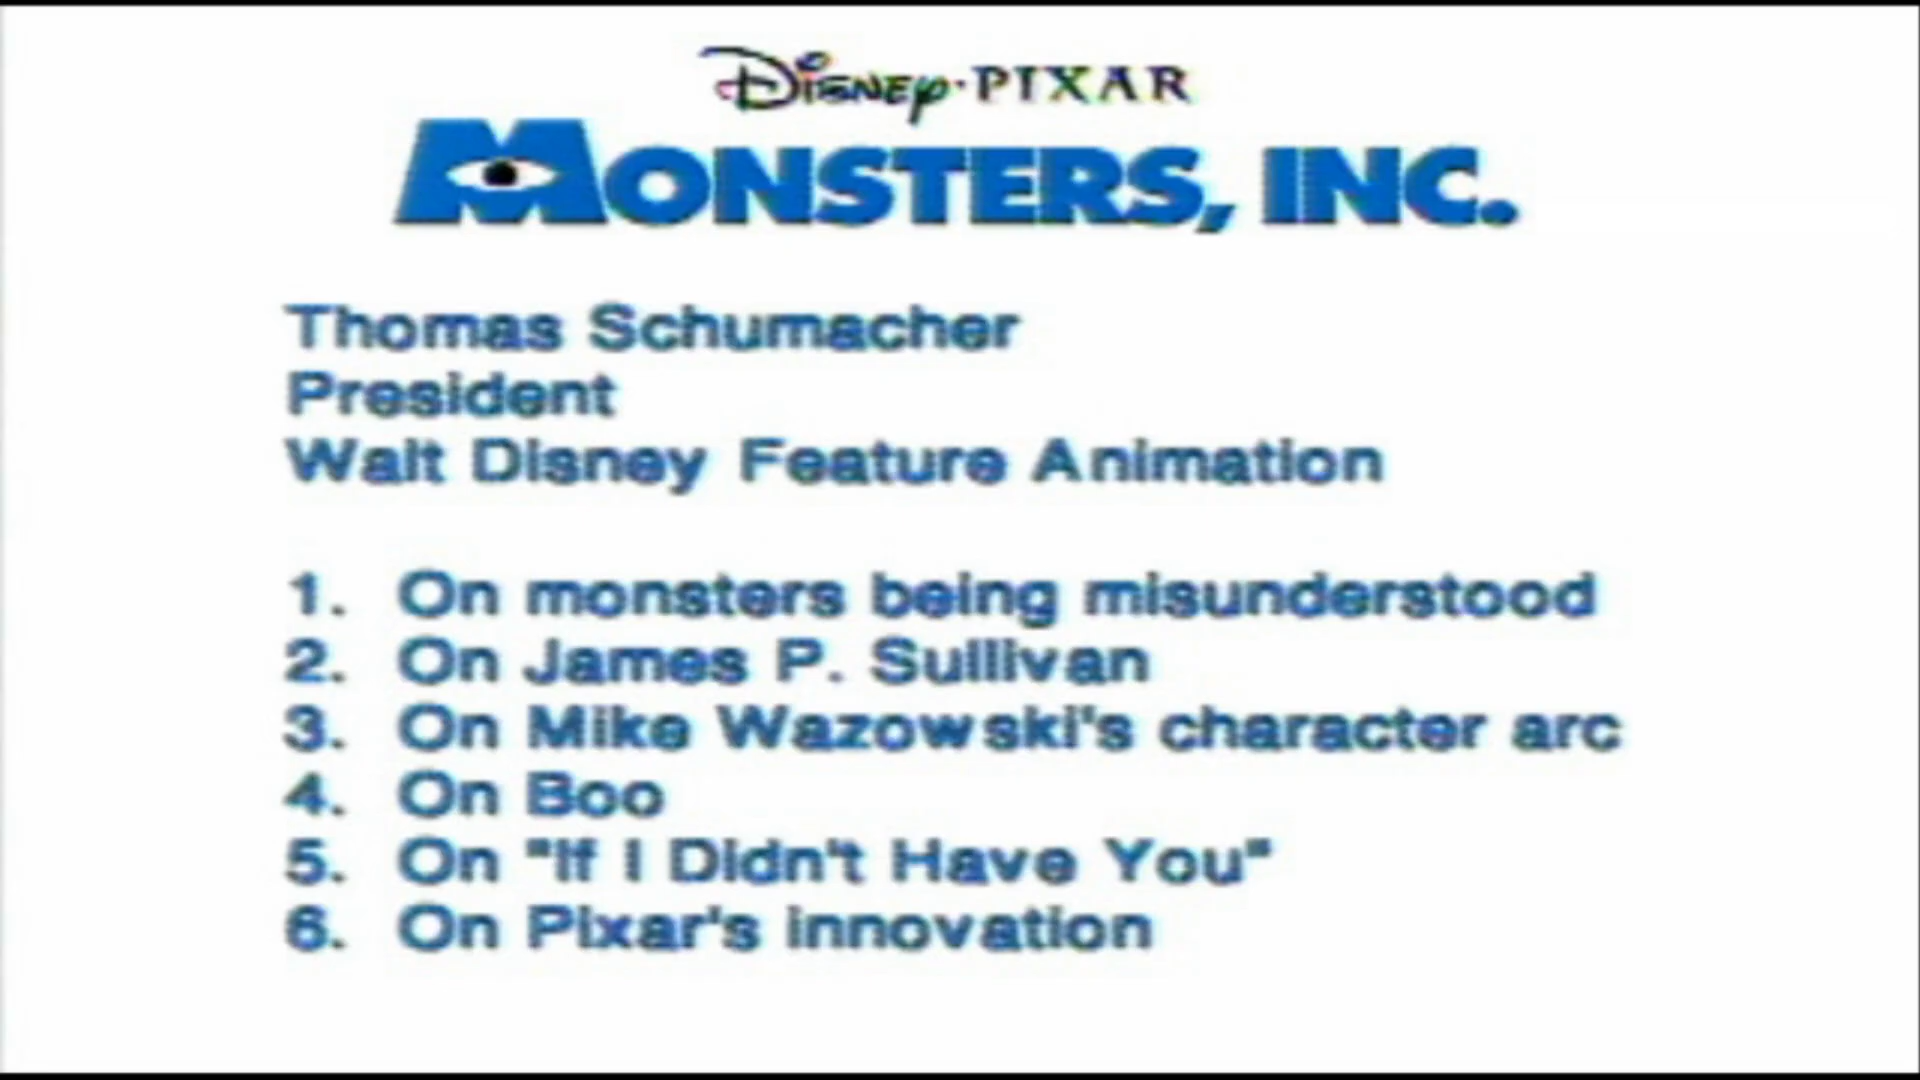 Disney·PIXAR
MONSTERS, INC.
Thomas Schumacher
President
Walt Disney Feature Animation
1. On monsters being misunderstood
2. On James P. Sullivan
3. On Mike Wazowski's character arc
4. On Boo
5. On "If I Didn't Have You"
6. On Pixar's innovation